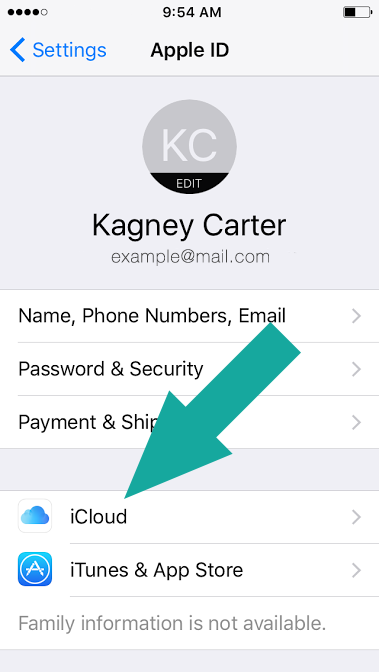 9:54 AM
Settings
Apple ID
KC
EDIT
Kagney Carter
example@mail.com
Name, Phone Numbers, Email
Password & Security
Payment & Ship
iCloud
iTunes & App Store
Family information is not available.